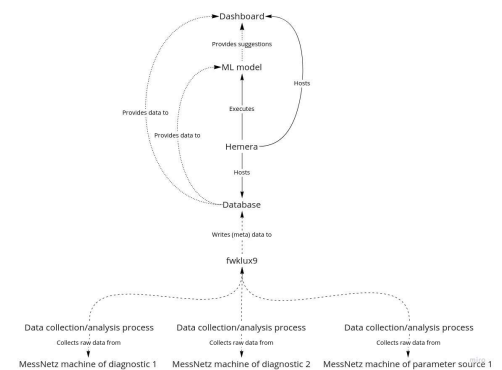 Dashboard
Provides suggestions
ML model
Hosts
Executes
Provides data to
Provides data to
Hemera
Hosts
Database
Writes (meta) data to
fwklux9
Data collection/analysis process
Data collection/analysis process
Data collection/analysis process
Collects raw data from
Collects raw data from
Collects raw data from
MessNetz machine of diagnostic 1
MessNetz machine of diagnostic 2
MessNetz machine of parameter source 1
miro